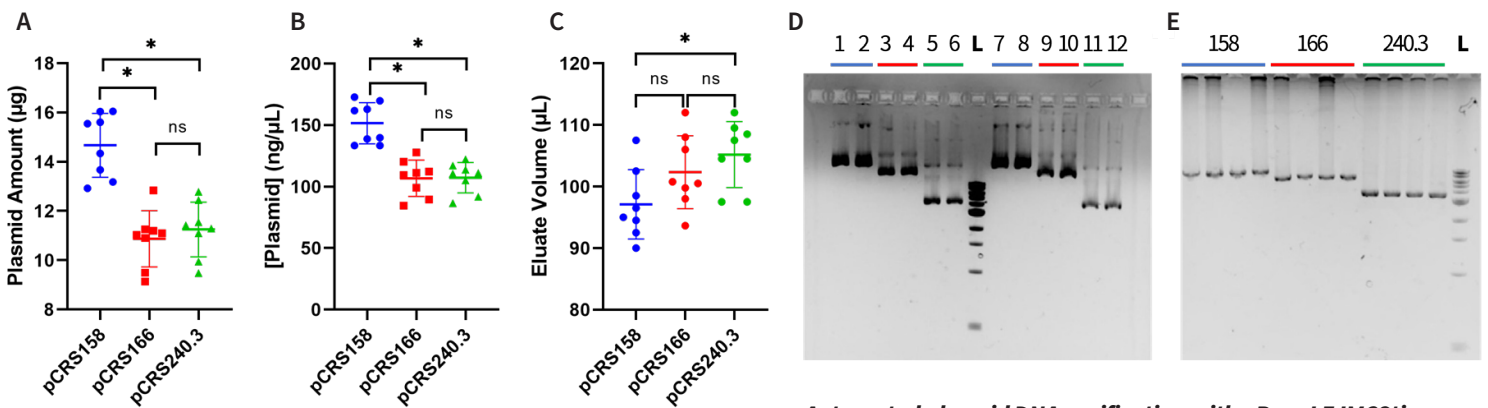 A
Plasmid Amount (µg)
18
16
14
12
10
8
*
*
ns
pCRS158
pCRS166
pCRS240.3
B
[Plasmid] (ng/µL)
200
150
100
50
0
*
*
ns
pCRS158
pCRS166
pCRS240.3
C
Eluate Volume (µL)
120
110
100
90
80
*
ns
ns
pCRS158
pCRS166
pCRS240.3
D
1 2 3 4 5 6 L 7 8 9 10 11 12
E
158 166 240.3 L